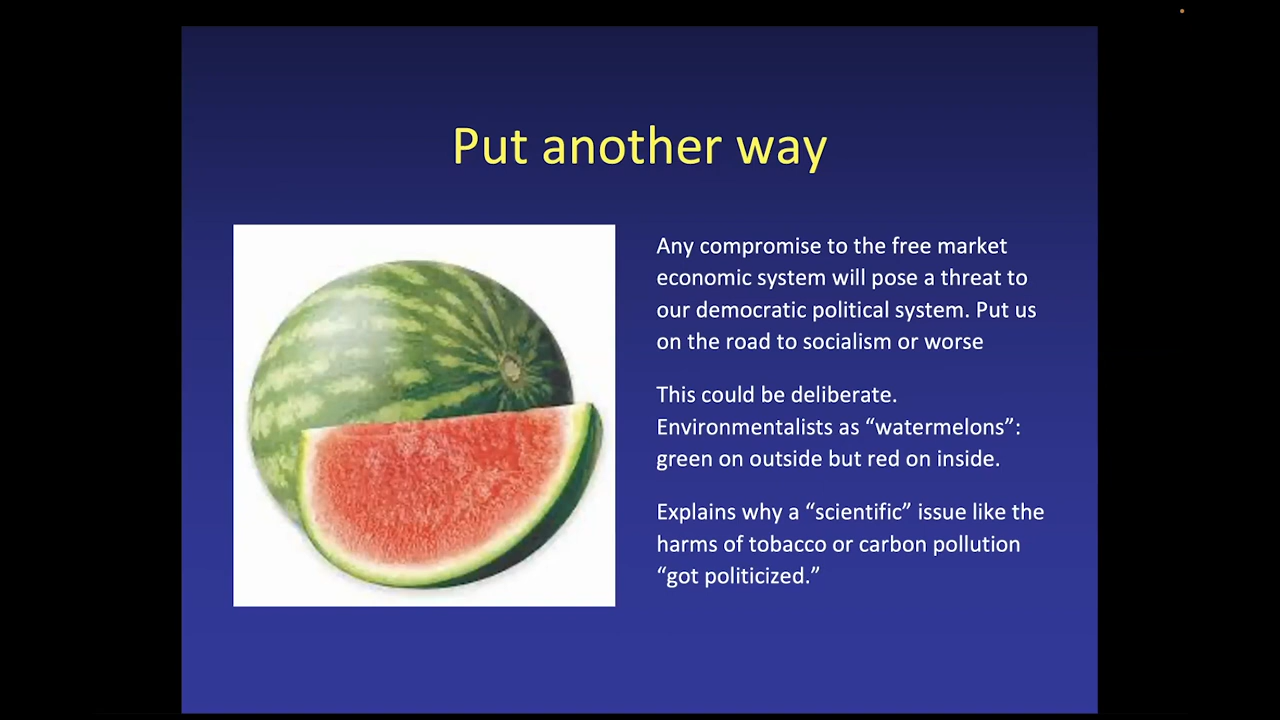 Put another way
Any compromise to the free market
economic system will pose a threat to
our democratic political system. Put us
on the road to socialism or worse
This could be deliberate.
Environmentalists as “watermelons”:
green on outside but red on inside.
Explains why a “scientific” issue like the
harms of tobacco or carbon pollution
“got politicized.”